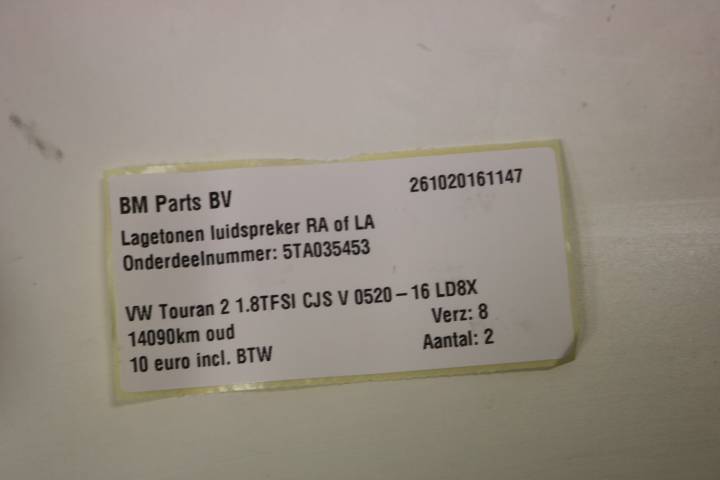 BM Parts BV 261020161147
Lagetonen luidspreker RA of LA
Onderdeelnummer: 5TA035453
VW Touran 2 1.8TFSI CJS V 0520 – 16 LD8X
14090km oud Verz: 8
10 euro incl. BTW Aantal: 2